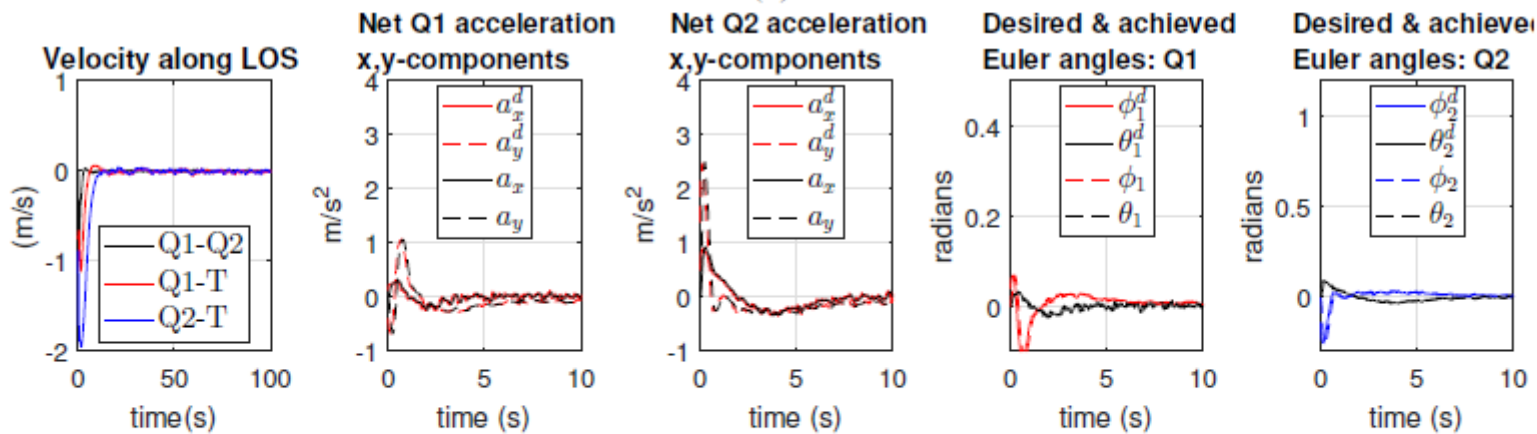 Velocity along LOS
1
0
-1
-2
(m/s)
Q1-Q2
Q1-T
Q2-T
0 50 100
time(s)
Net Q1 acceleration
x,y-components
4
3
2
1
0
-1
m/s²
a_x^d
a_y^d
a_x
a_y
0 5 10
time (s)
Net Q2 acceleration
x,y-components
4
3
2
1
0
-1
m/s²
a_x^d
a_y^d
a_x
a_y
0 5 10
time (s)
Desired & achieved
Euler angles: Q1
0.4
0.2
0
radians
ϕ_1^d
θ_1^d
ϕ_1
θ_1
0 5 10
time (s)
Desired & achieve
Euler angles: Q2
1
0.5
0
radians
ϕ_2^d
θ_2^d
ϕ_2
θ_2
0 5 10
time (s)